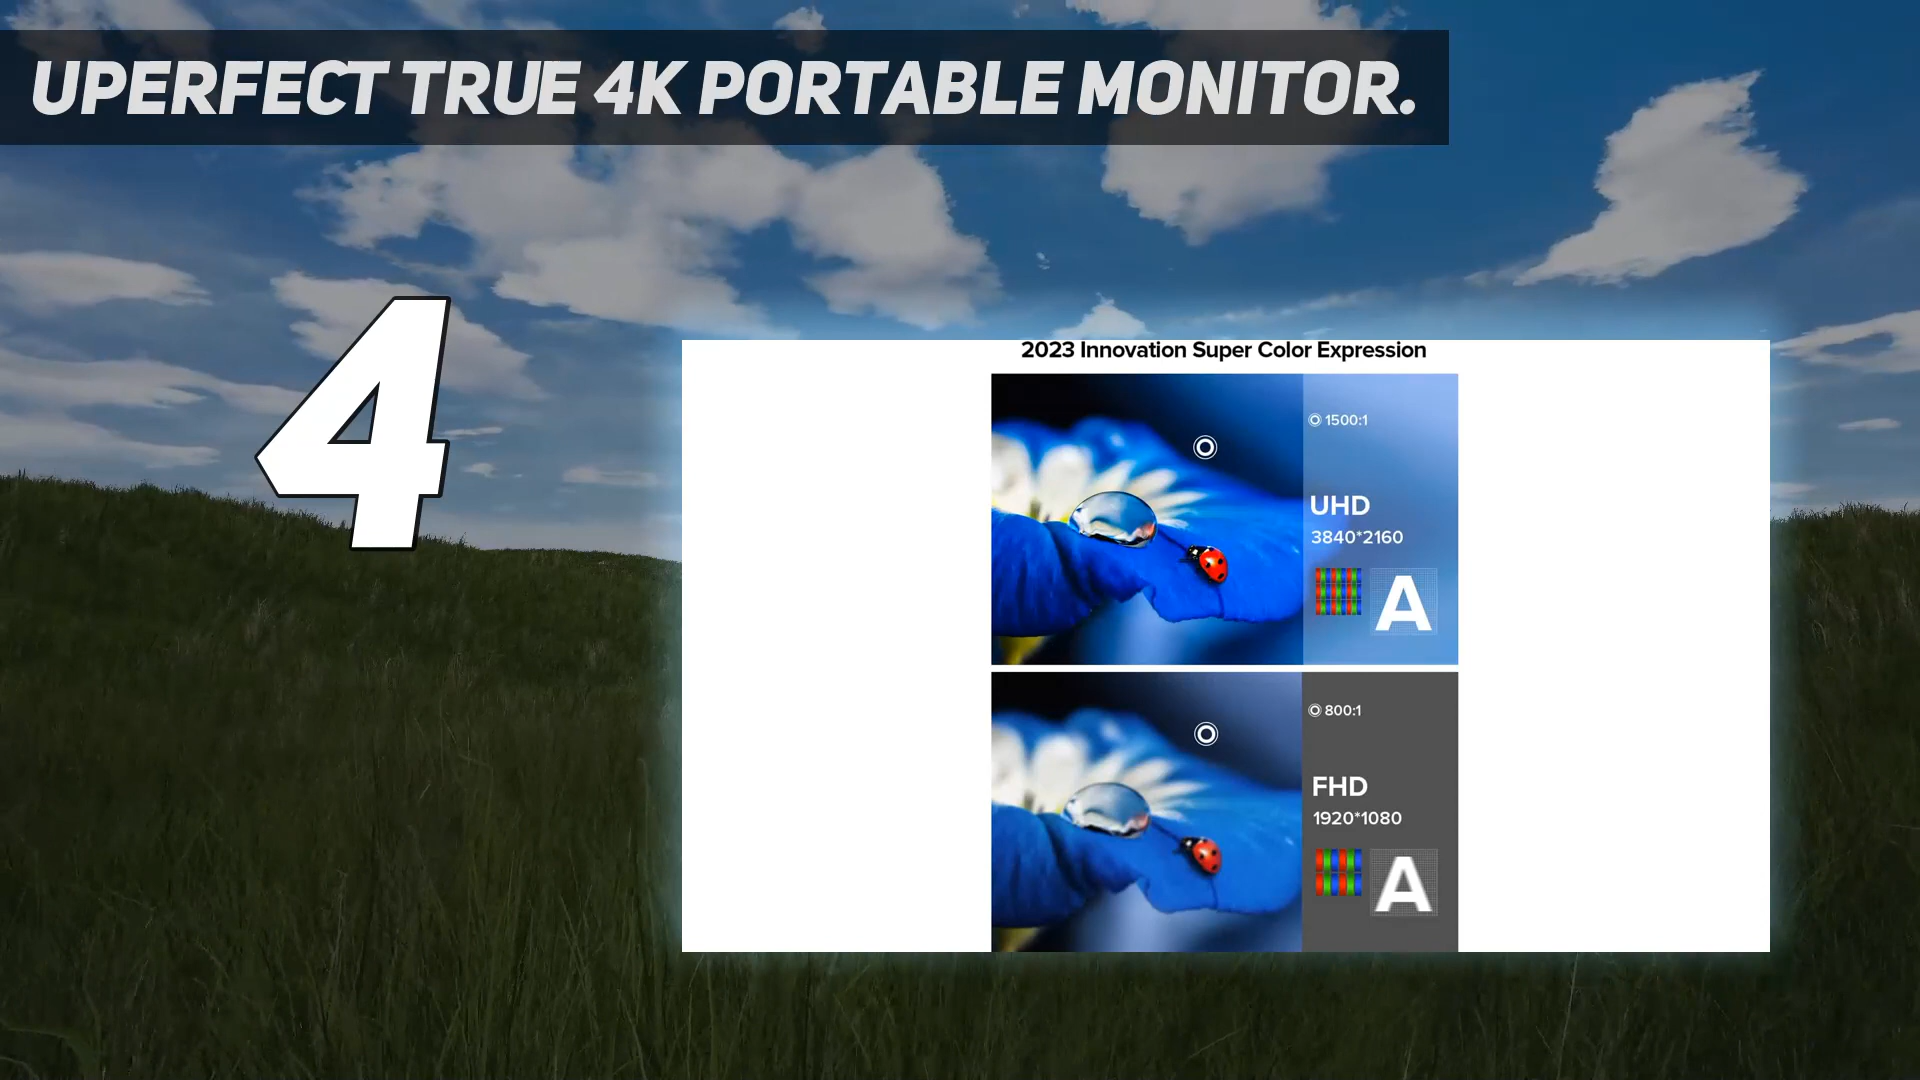 UPERFECT TRUE 4K PORTABLE MONITOR.
4
2023 Innovation Super Color Expression
1500:1
UHD
3840*2160
A
800:1
FHD
1920*1080
A